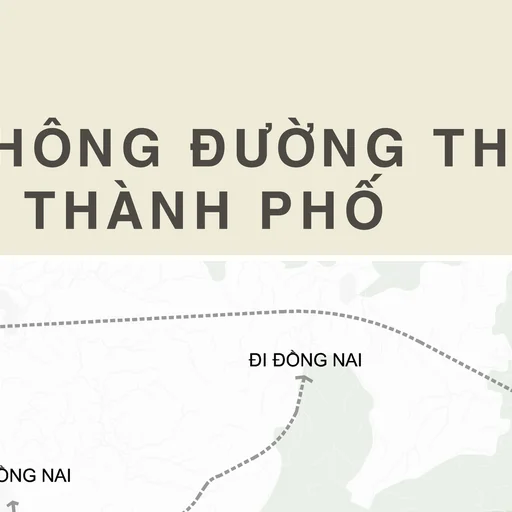 HÔNG ĐƯỜNG TH
THÀNH PHỐ
ĐI ĐỒNG NAI
ỒNG NAI